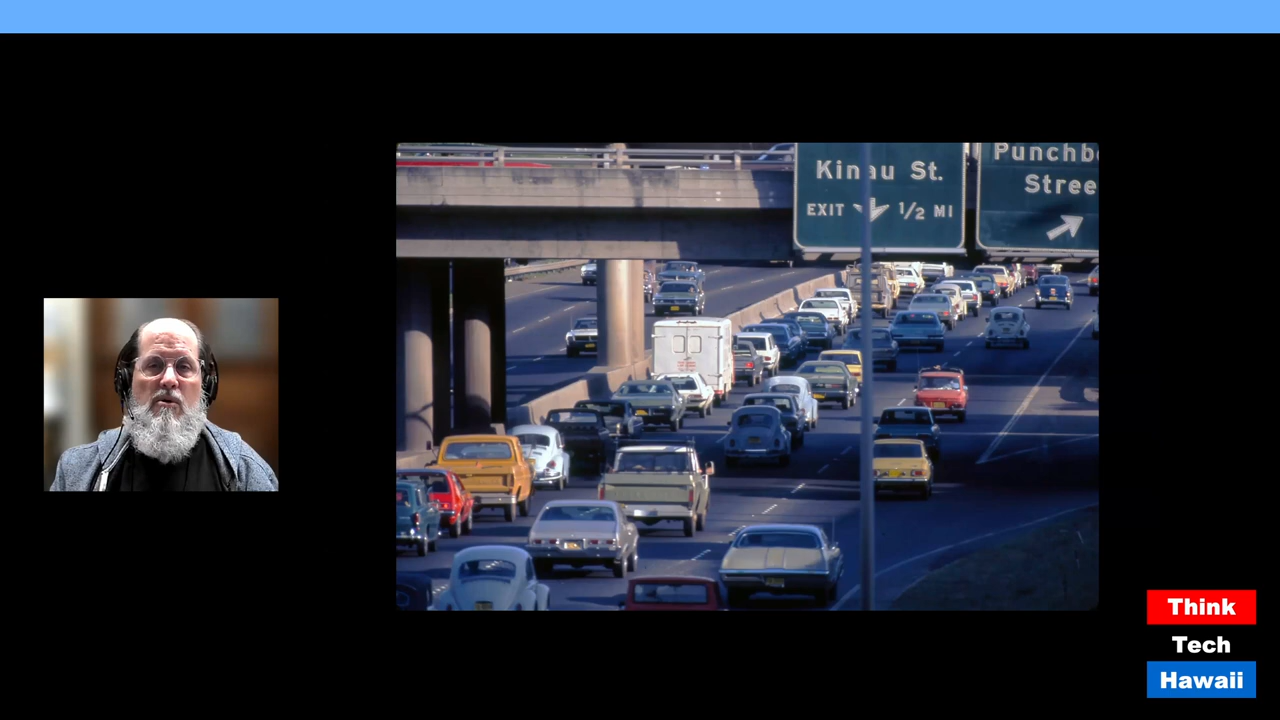 Kinau St.
EXIT 1/2 MI
Punchb
Stree
Think
Tech
Hawaii